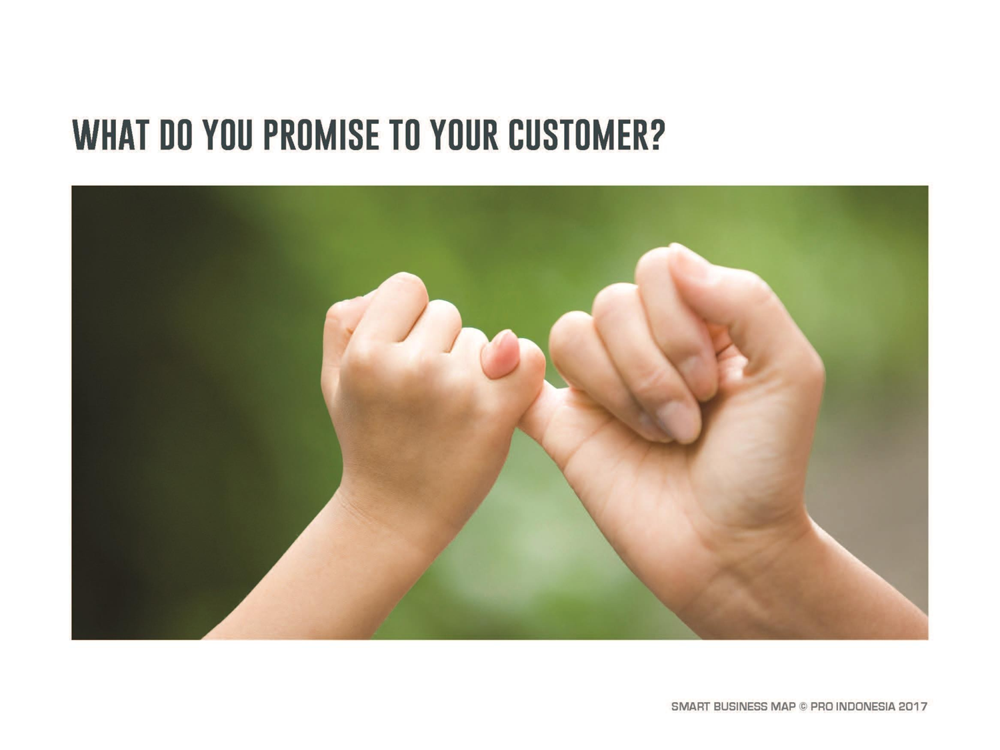 WHAT DO YOU PROMISE TO YOUR CUSTOMER?
SMART BUSINESS MAP © PRO INDONESIA 2017